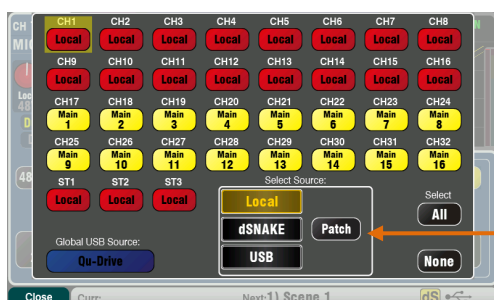 CH1 CH2 CH3 CH4 CH5 CH6 CH7 CH8
Local Local Local Local Local Local Local Local
CH9 CH10 CH11 CH12 CH13 CH14 CH15 CH16
Local Local Local Local Local Local Local Local
CH17 CH18 CH19 CH20 CH21 CH22 CH23 CH24
Main Main Main Main Main Main Main Main
1 2 3 4 5 6 7 8
CH25 CH26 CH27 CH28 CH29 CH30 CH31 CH32
Main Main Main Main Main Main Main Main
9 10 11 12 13 14 15 16
ST1 ST2 ST3 Select Source:
Local Local Local Local
Select
All
dSNAKE Patch
Global USB Source:
Qu-Drive
USB
None
Close Curr: Next:1) Scene 1 dS